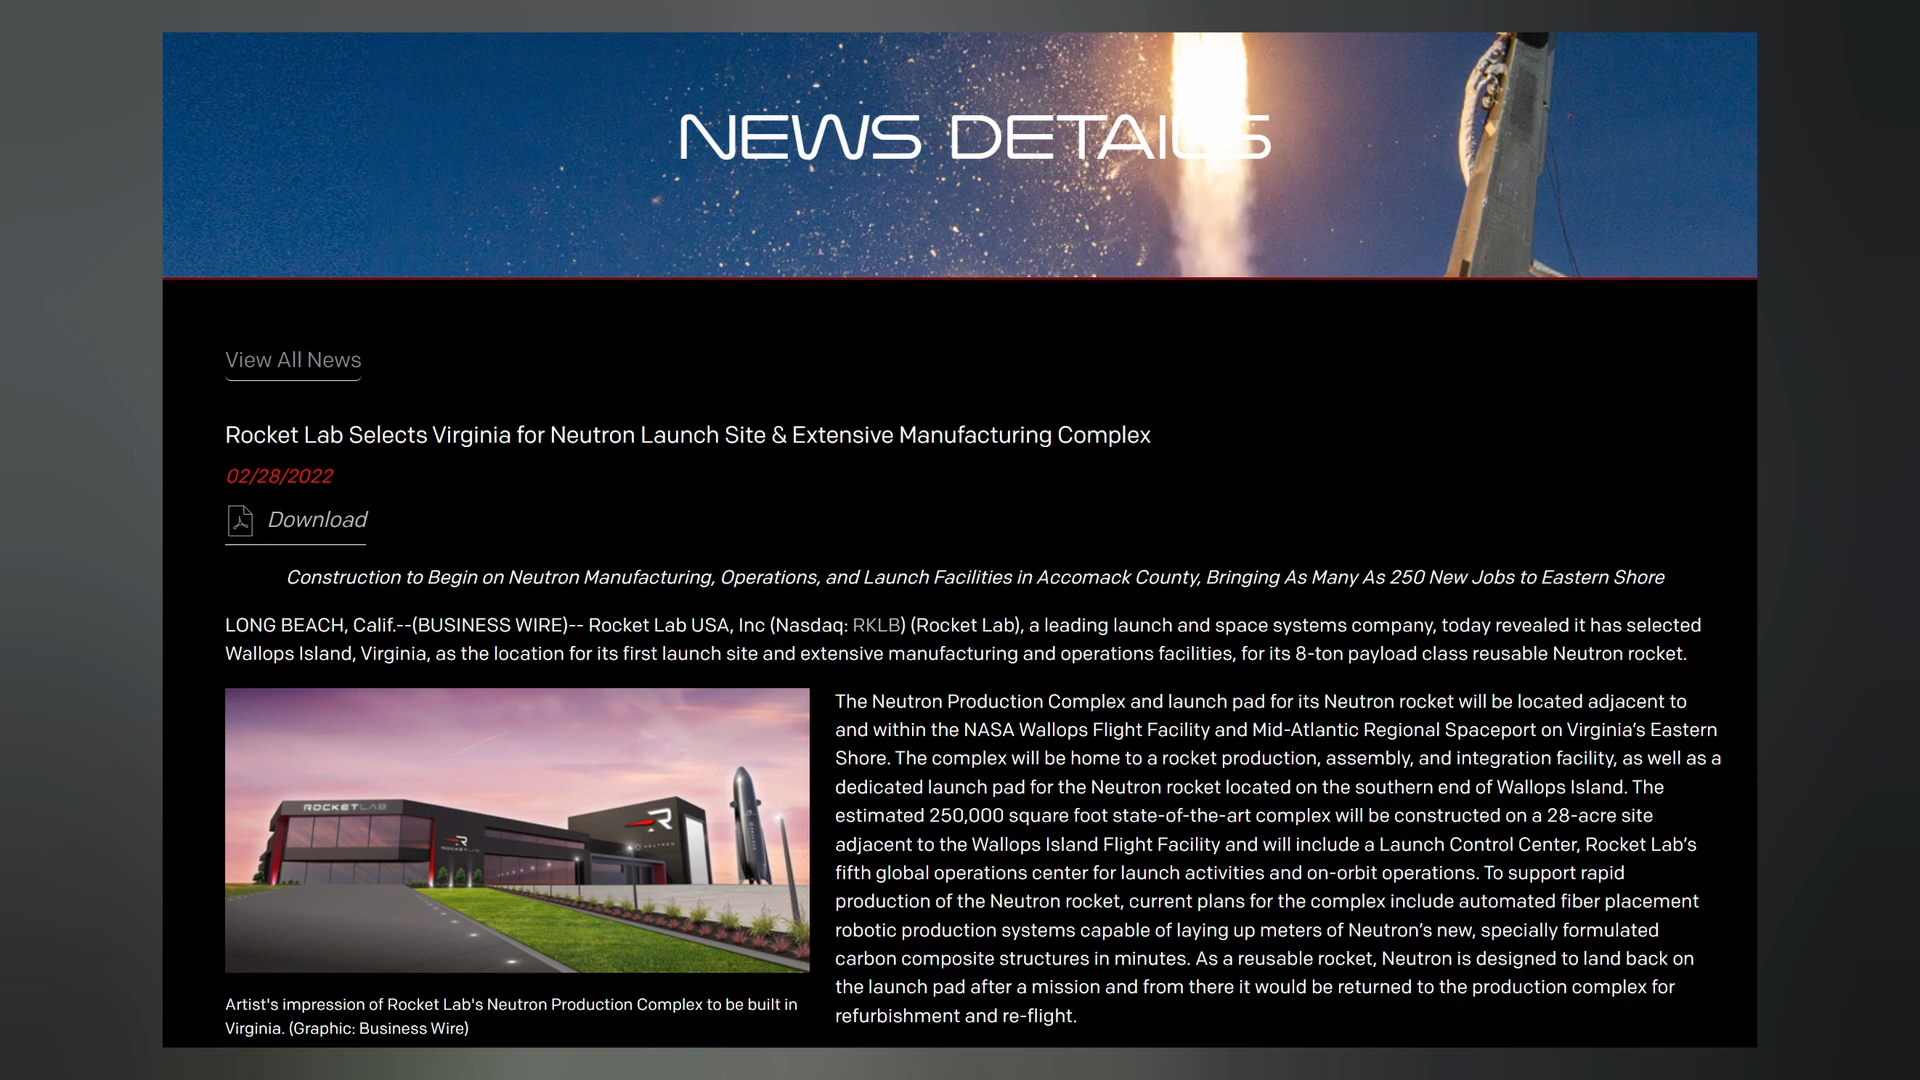 NEWS DETAILS
View All News
Rocket Lab Selects Virginia for Neutron Launch Site & Extensive Manufacturing Complex
02/28/2022
Download
Construction to Begin on Neutron Manufacturing, Operations, and Launch Facilities in Accomack County, Bringing As Many As 250 New Jobs to Eastern Shore
LONG BEACH, Calif.--(BUSINESS WIRE)-- Rocket Lab USA, Inc (Nasdaq: RKLB) (Rocket Lab), a leading launch and space systems company, today revealed it has selected
Wallops Island, Virginia, as the location for its first launch site and extensive manufacturing and operations facilities, for its 8-ton payload class reusable Neutron rocket.
ROCKETLAB
R
ROCKETLAB
R
NEUTRON
Artist's impression of Rocket Lab's Neutron Production Complex to be built in
Virginia. (Graphic: Business Wire)
The Neutron Production Complex and launch pad for its Neutron rocket will be located adjacent to
and within the NASA Wallops Flight Facility and Mid-Atlantic Regional Spaceport on Virginia’s Eastern
Shore. The complex will be home to a rocket production, assembly, and integration facility, as well as a
dedicated launch pad for the Neutron rocket located on the southern end of Wallops Island. The
estimated 250,000 square foot state-of-the-art complex will be constructed on a 28-acre site
adjacent to the Wallops Island Flight Facility and will include a Launch Control Center, Rocket Lab’s
fifth global operations center for launch activities and on-orbit operations. To support rapid
production of the Neutron rocket, current plans for the complex include automated fiber placement
robotic production systems capable of laying up meters of Neutron’s new, specially formulated
carbon composite structures in minutes. As a reusable rocket, Neutron is designed to land back on
the launch pad after a mission and from there it would be returned to the production complex for
refurbishment and re-flight.